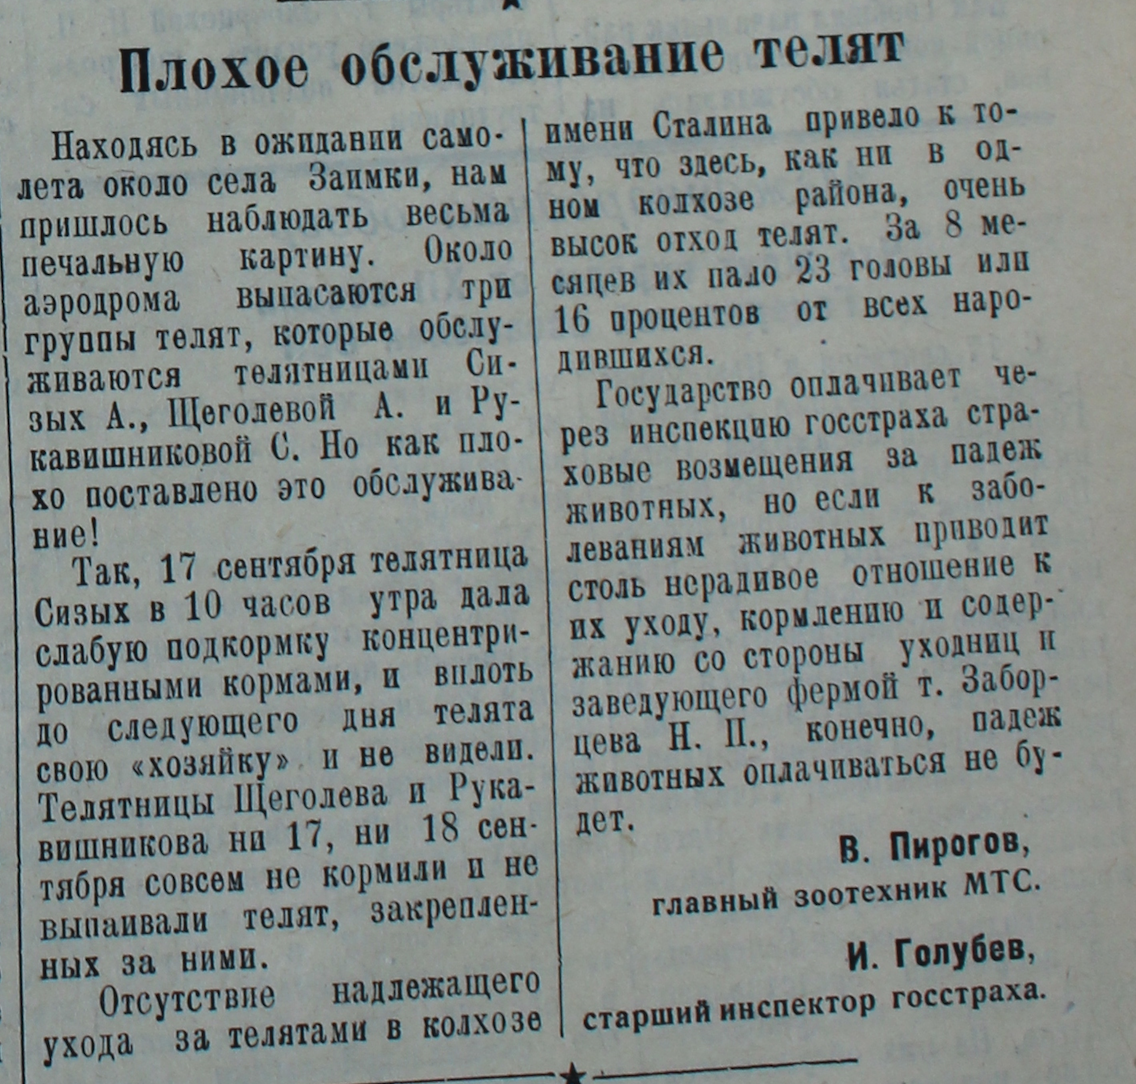 Плохое обслуживание телят
Находясь в ожидании само-
лета около села Заимки, нам
пришлось наблюдать весьма
печальную картину. Около
аэродрома выпасаются три
группы телят, которые обслу-
живаются телятницами Си-
зых А., Щеголевой А. и Ру-
кавишниковой С. Но как пло-
хо поставлено это обслужива-
ние!
Так, 17 сентября телятница
Сизых в 10 часов утра дала
слабую подкормку концентри-
рованными кормами, и вплоть
до следующего дня телята
свою «хозяйку» и не видели.
Телятницы Щеголева и Рука-
вишникова ни 17, ни 18 сен-
тября совсем не кормили и не
выпаивали телят, закреплен-
ных за ними.
Отсутствие надлежащего
ухода за телятами в колхозе
имени Сталина привело к то-
му, что здесь, как ни в од-
ном колхозе района, очень
высок отход телят. За 8 ме-
сяцев их пало 23 головы или
16 процентов от всех наро-
дившихся.
Государство оплачивает че-
рез инспекцию госстраха стра-
ховые возмещения за падеж
животных, но если к забо-
леваниям животных приводит
столь нерадивое отношение к
их уходу, кормлению и содер-
жанию со стороны уходниц и
заведующего фермой т. Забор-
цева Н. П., конечно, падеж
животных оплачиваться не бу-
дет.
В. Пирогов,
главный зоотехник МТС.
И. Голубев,
старший инспектор госстраха.